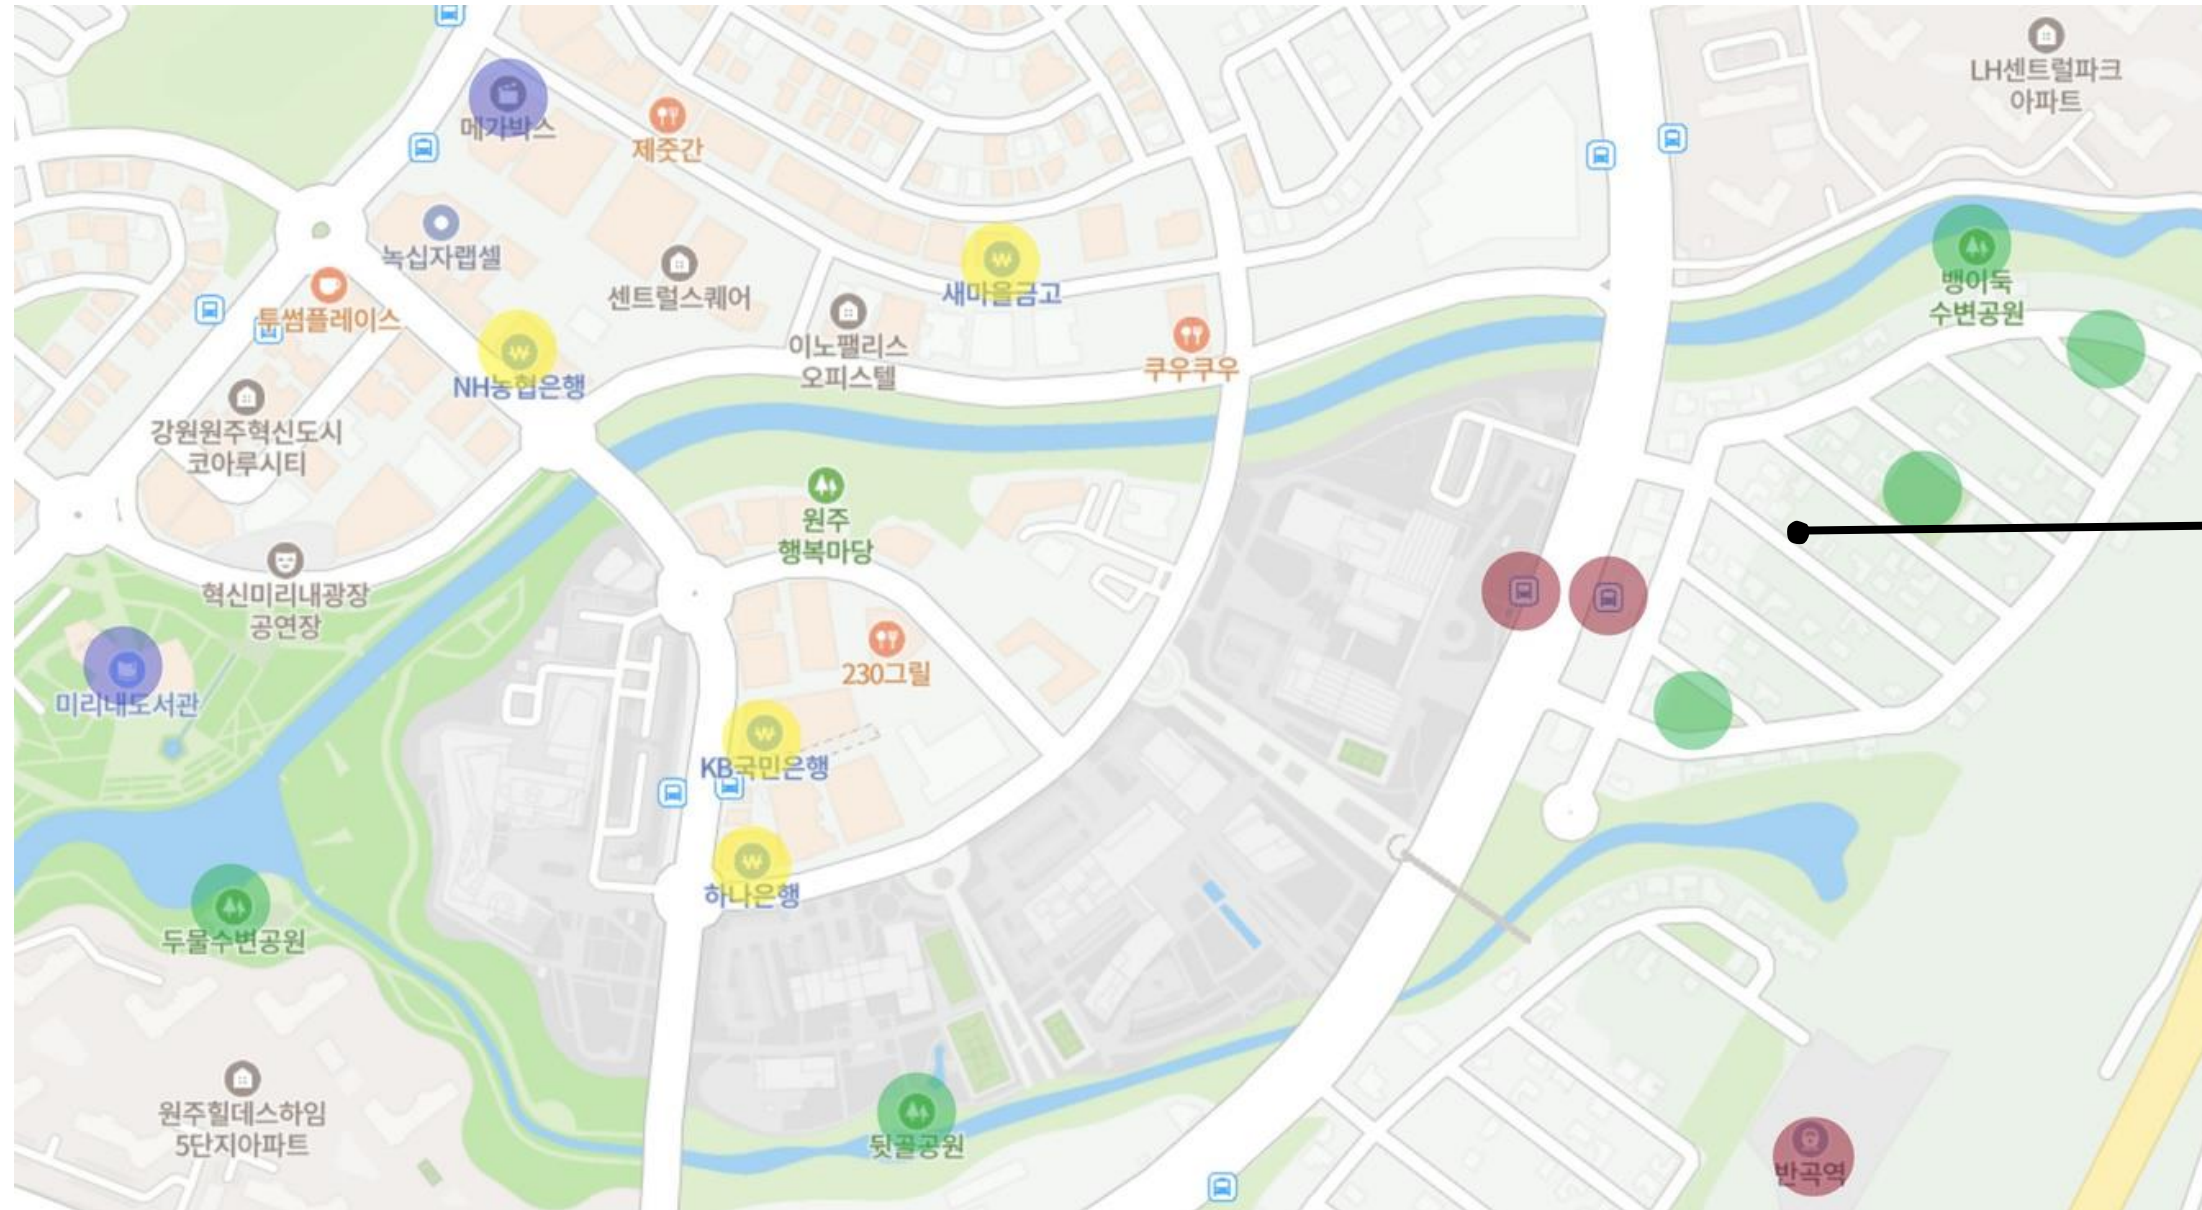 LH센트럴파크
아파트
메가박스
제줏간
녹십자랩셀
센트럴스퀘어
새마을금고
뱅이둑
수변공원
투썸플레이스
이노팰리스
오피스텔
쿠우쿠우
NH농협은행
강원원주혁신도시
코아루시티
원주
행복마당
혁신미리내광장
공연장
230그릴
미리내도서관
KB국민은행
하나은행
두물수변공원
원주힐데스하임
5단지아파트
뒷골공원
반곡역